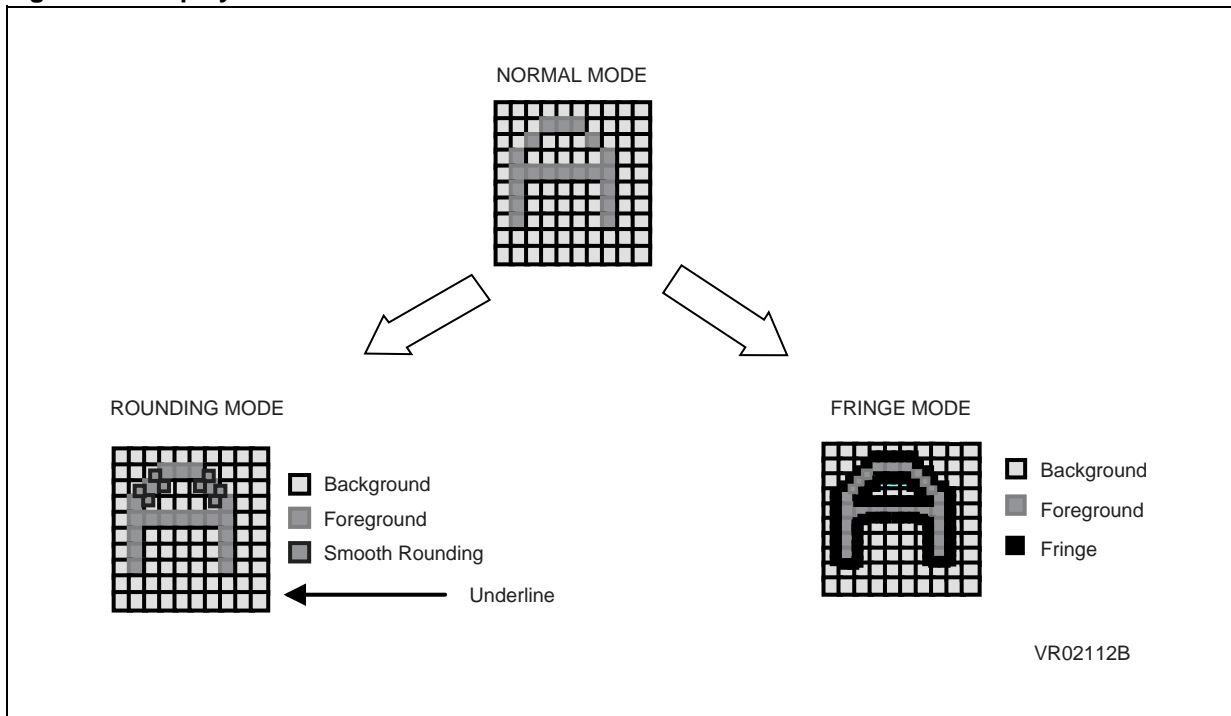 NORMAL MODE
ROUNDING MODE
Background
Foreground
Smooth Rounding
Underline
FRINGE MODE
Background
Foreground
Fringe
VR02112B